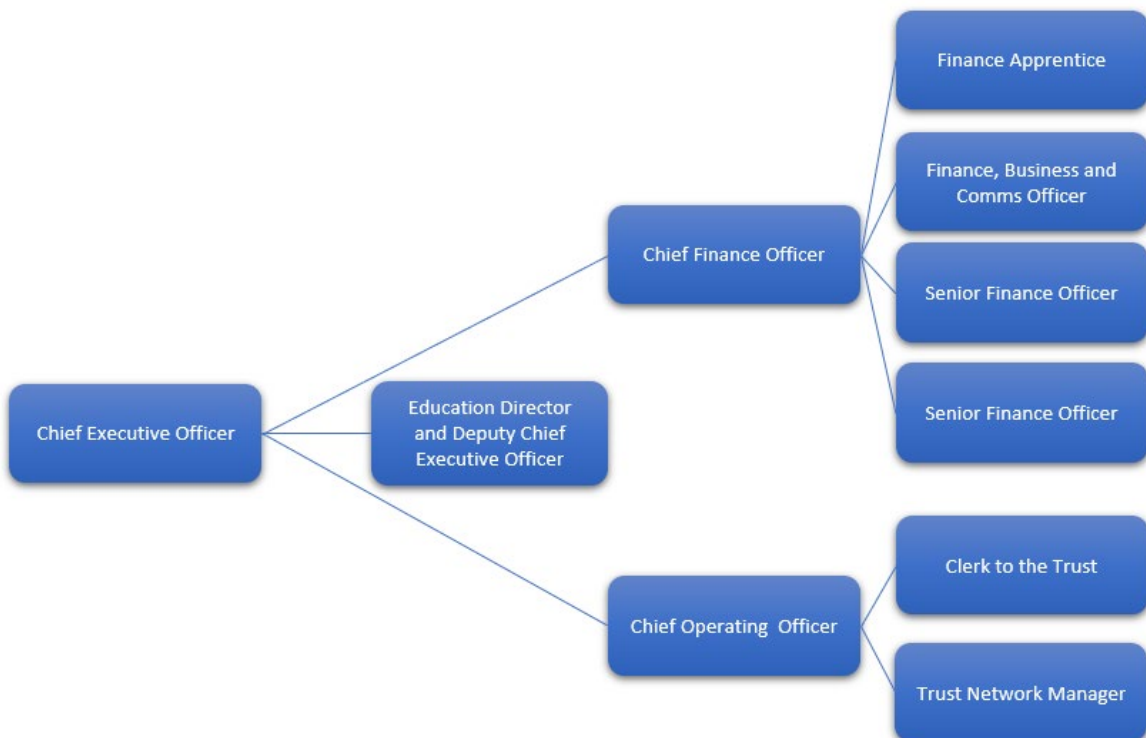 Finance Apprentice
Finance, Business and
Comms Officer
Chief Finance Officer
Senior Finance Officer
Senior Finance Officer
Chief Executive Officer
Education Director
and Deputy Chief
Executive Officer
Clerk to the Trust
Chief Operating  Officer
Trust Network Manager